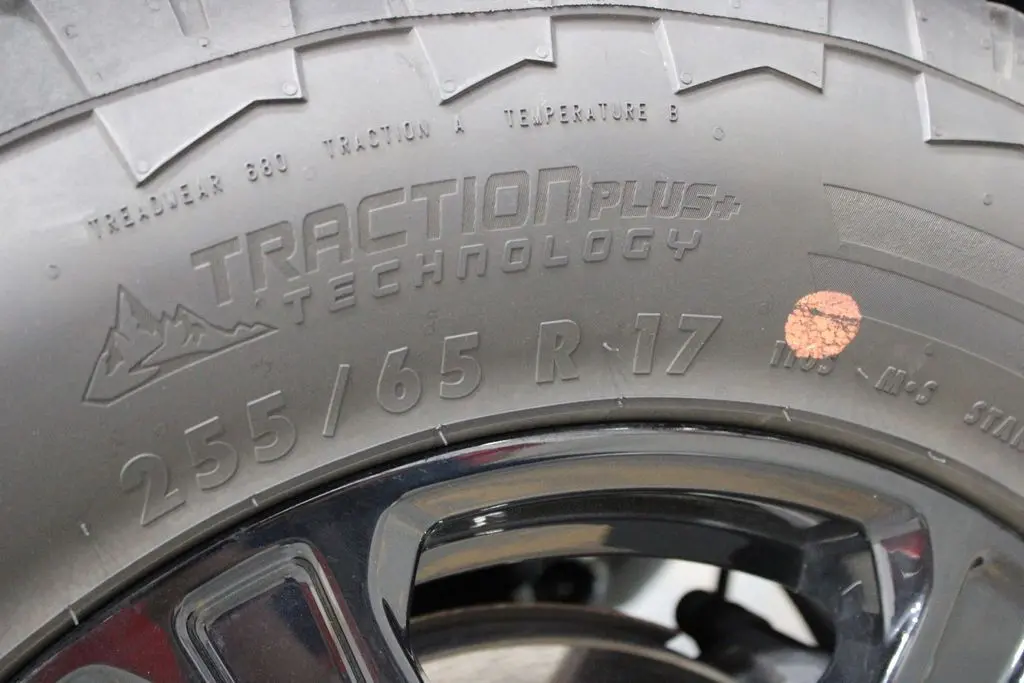 TREADWEAR 680 TRACTION A TEMPERATURE B
TRACTION PLUS+
TECHNOLOGY
255/65 R 17 M+S